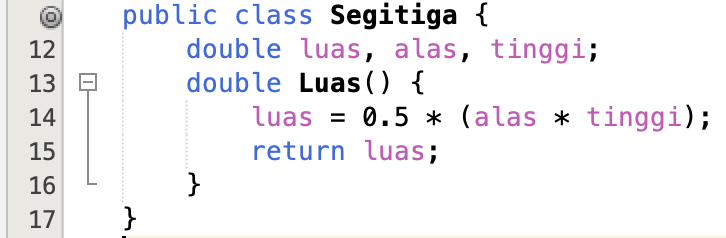 public class Segitiga {
12 double luas, alas, tinggi;
13 double Luas() {
14 luas = 0.5 * (alas * tinggi);
15 return luas;
16 }
17 }